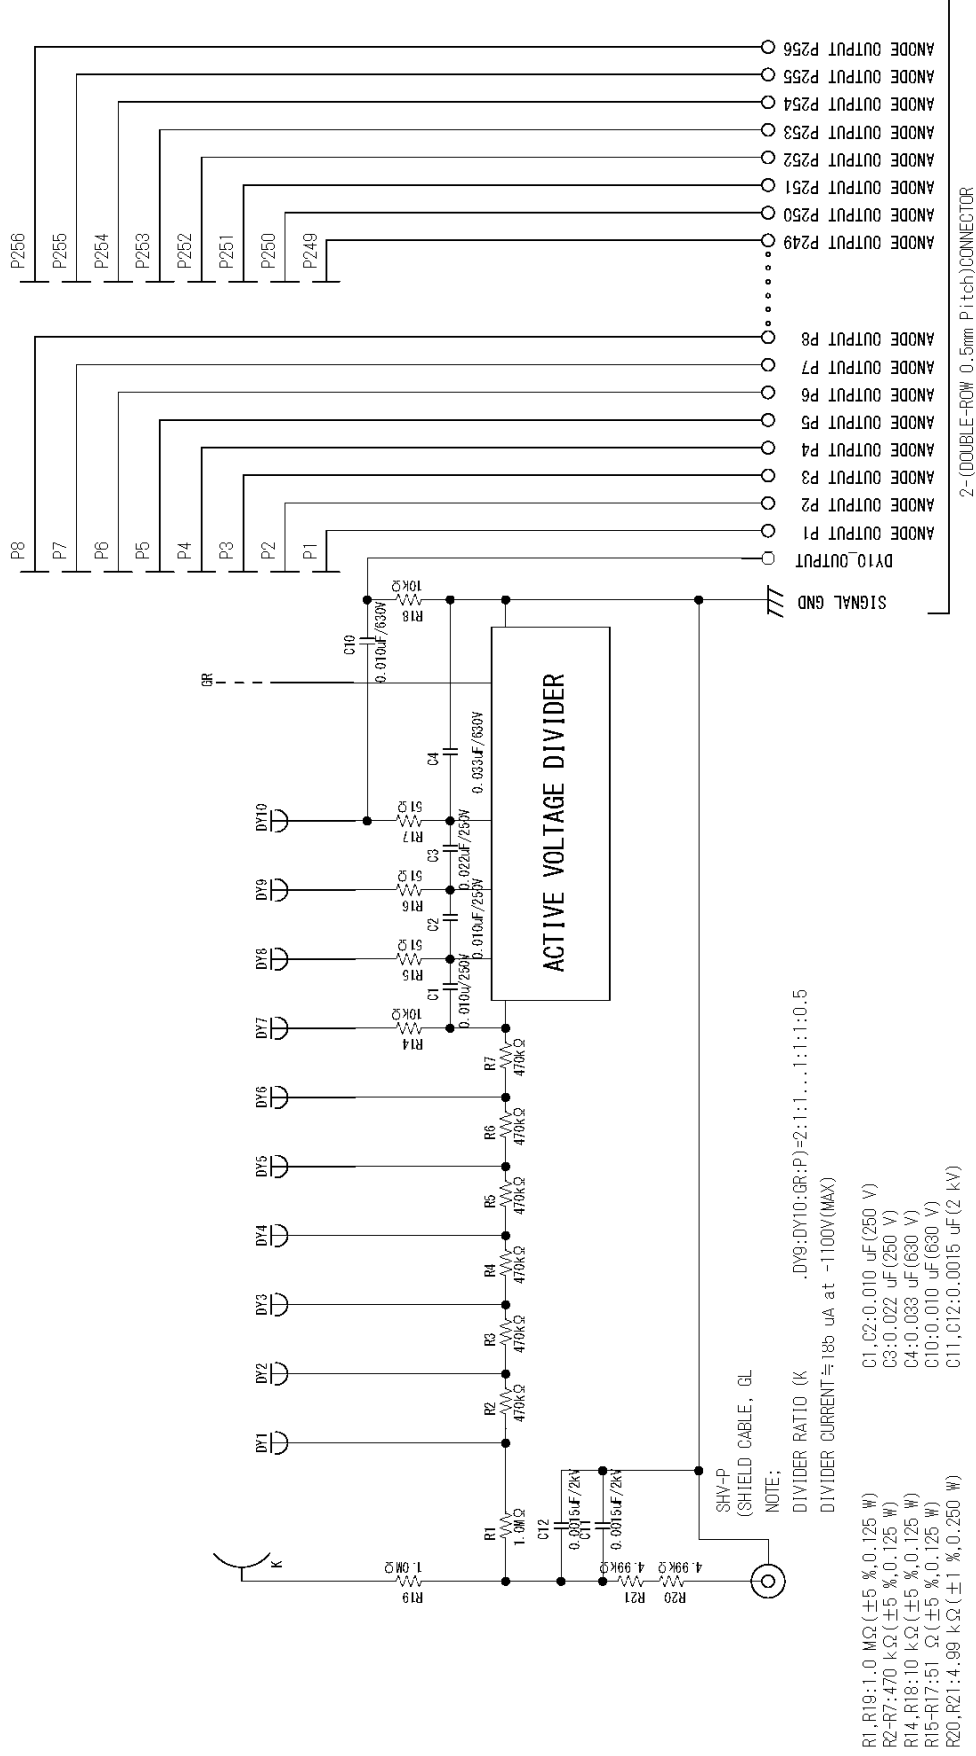 P256
P255
P254
P253
P252
P251
P250
P249
P8
P7
P6
P5
P4
P3
P2
P1
ANODE OUTPUT P256
ANODE OUTPUT P255
ANODE OUTPUT P254
ANODE OUTPUT P253
ANODE OUTPUT P252
ANODE OUTPUT P251
ANODE OUTPUT P250
ANODE OUTPUT P249
ANODE OUTPUT P8
ANODE OUTPUT P7
ANODE OUTPUT P6
ANODE OUTPUT P5
ANODE OUTPUT P4
ANODE OUTPUT P3
ANODE OUTPUT P2
ANODE OUTPUT P1
DY10_OUTPUT
SIGNAL GND
2-(DOUBLE-ROW 0.5mm Pitch)CONNECTOR
K
DY1
DY2
DY3
DY4
DY5
DY6
DY7
DY8
DY9
DY10
GR
R19
1.0MΩ
R14
10kΩ
R15
51Ω
R16
51Ω
R17
51Ω
R18
10kΩ
C10
0.010uF/630V
C1
0.010u/250V
C2
0.010uF/250V
C3
0.022uF/250V
C4
0.033uF/630V
R1
1.0MΩ
R2
470kΩ
R3
470kΩ
R4
470kΩ
R5
470kΩ
R6
470kΩ
R7
470kΩ
ACTIVE VOLTAGE DIVIDER
C12
0.0015uF/2kV
C11
0.0015uF/2kV
R21
4.99kΩ
R20
4.99kΩ
SHV-P
(SHIELD CABLE, GL
NOTE;
DIVIDER RATIO (K .DY9:DY10:GR:P)=2:1:1...1:1:1:0.5
DIVIDER CURRENT≒185 uA at -1100V(MAX)
R1,R19:1.0 MΩ(±5 %,0.125 W)
R2-R7:470 kΩ(±5 %,0.125 W)
R14,R18:10 kΩ(±5 %,0.125 W)
R15-R17:51 Ω(±5 %,0.125 W)
R20,R21:4.99 kΩ(±1 %,0.250 W)
C1,C2:0.010 uF(250 V)
C3:0.022 uF(250 V)
C4:0.033 uF(630 V)
C10:0.010 uF(630 V)
C11,C12:0.0015 uF(2 kV)